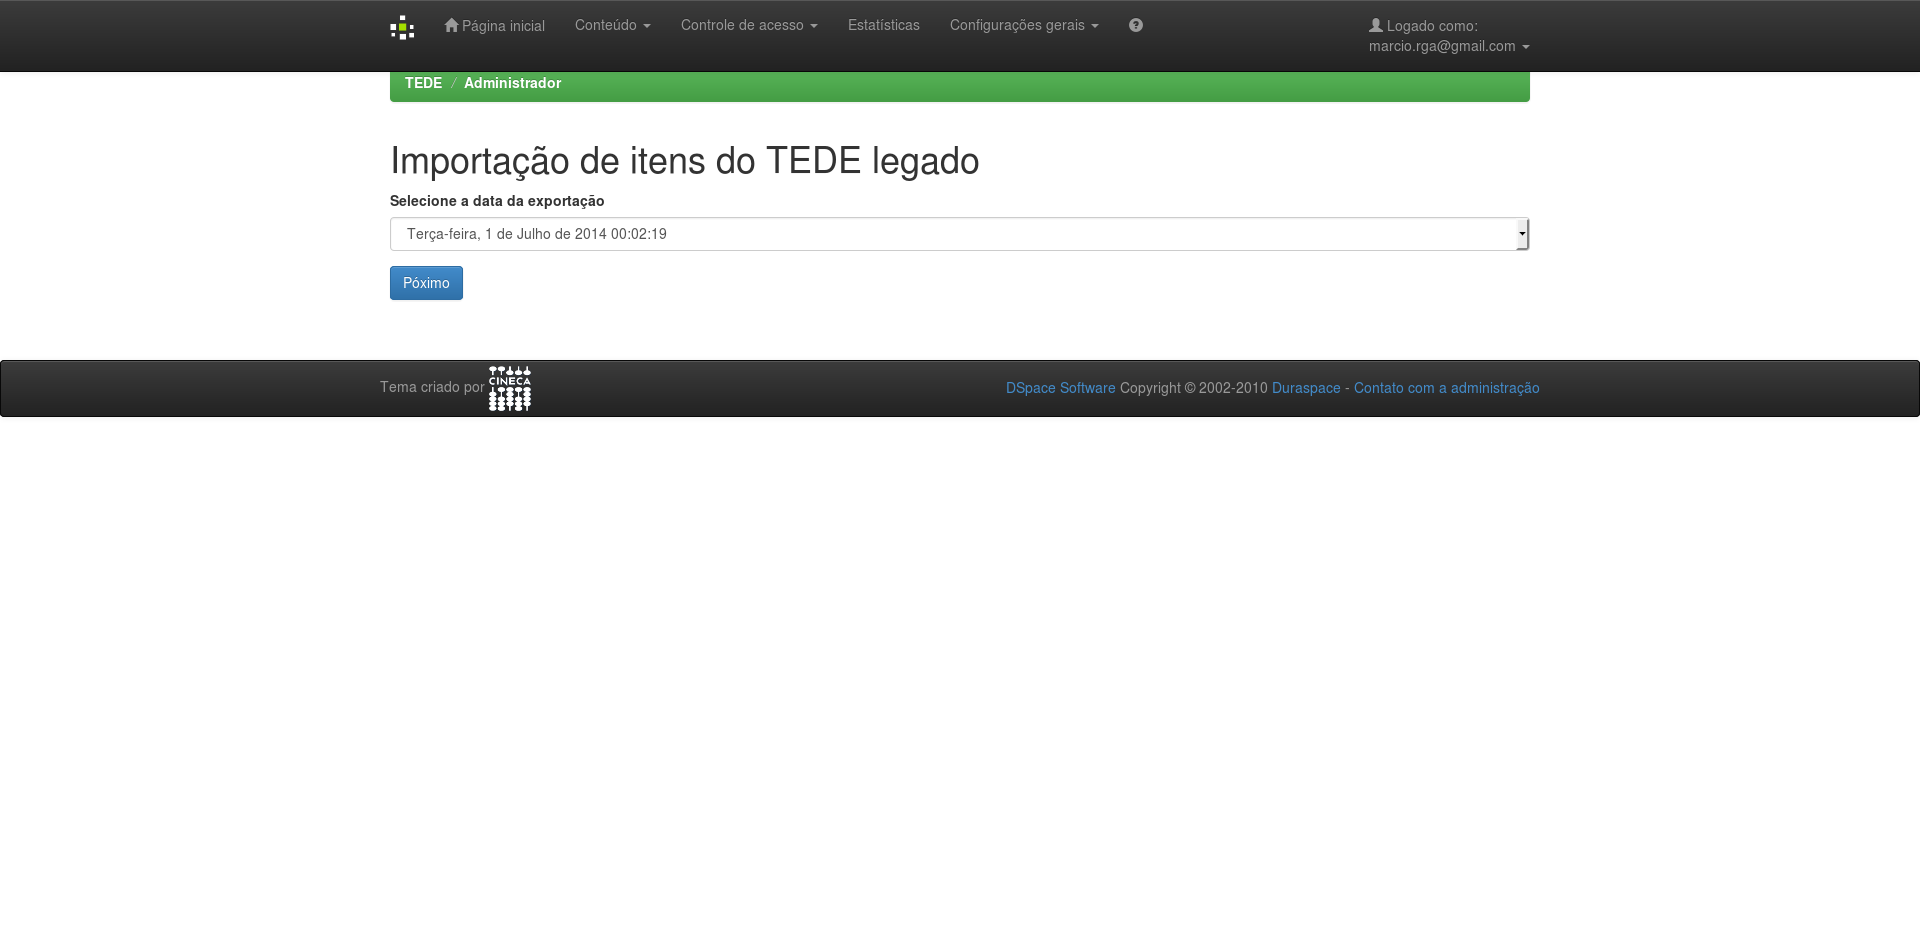 Página inicial Conteúdo Controle de acesso Estatísticas Configurações gerais Logado como:
marcio.rga@gmail.com
TEDE / Administrador
Importação de itens do TEDE legado
Selecione a data da exportação
Terça-feira, 1 de Julho de 2014 00:02:19
Póximo
Tema criado por CINECA DSpace Software Copyright © 2002-2010 Duraspace - Contato com a administração